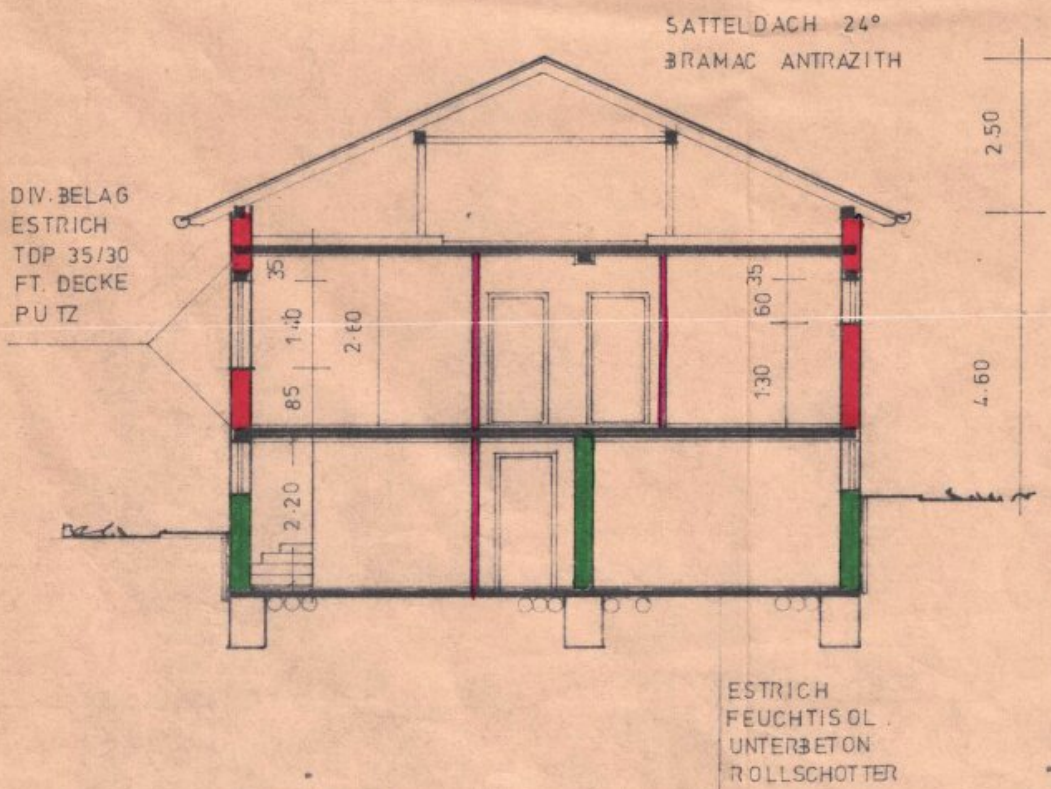 SATTELDACH 24°
BRAMAC ANTRAZITH
2.50
DIV. BELAG
ESTRICH
TDP 35/30
FT. DECKE
PUTZ
35
1.40
2.60
85
35
60
1.30
4.60
2.20
ESTRICH
FEUCHTISOL.
UNTERBETON
ROLLSCHOTTER